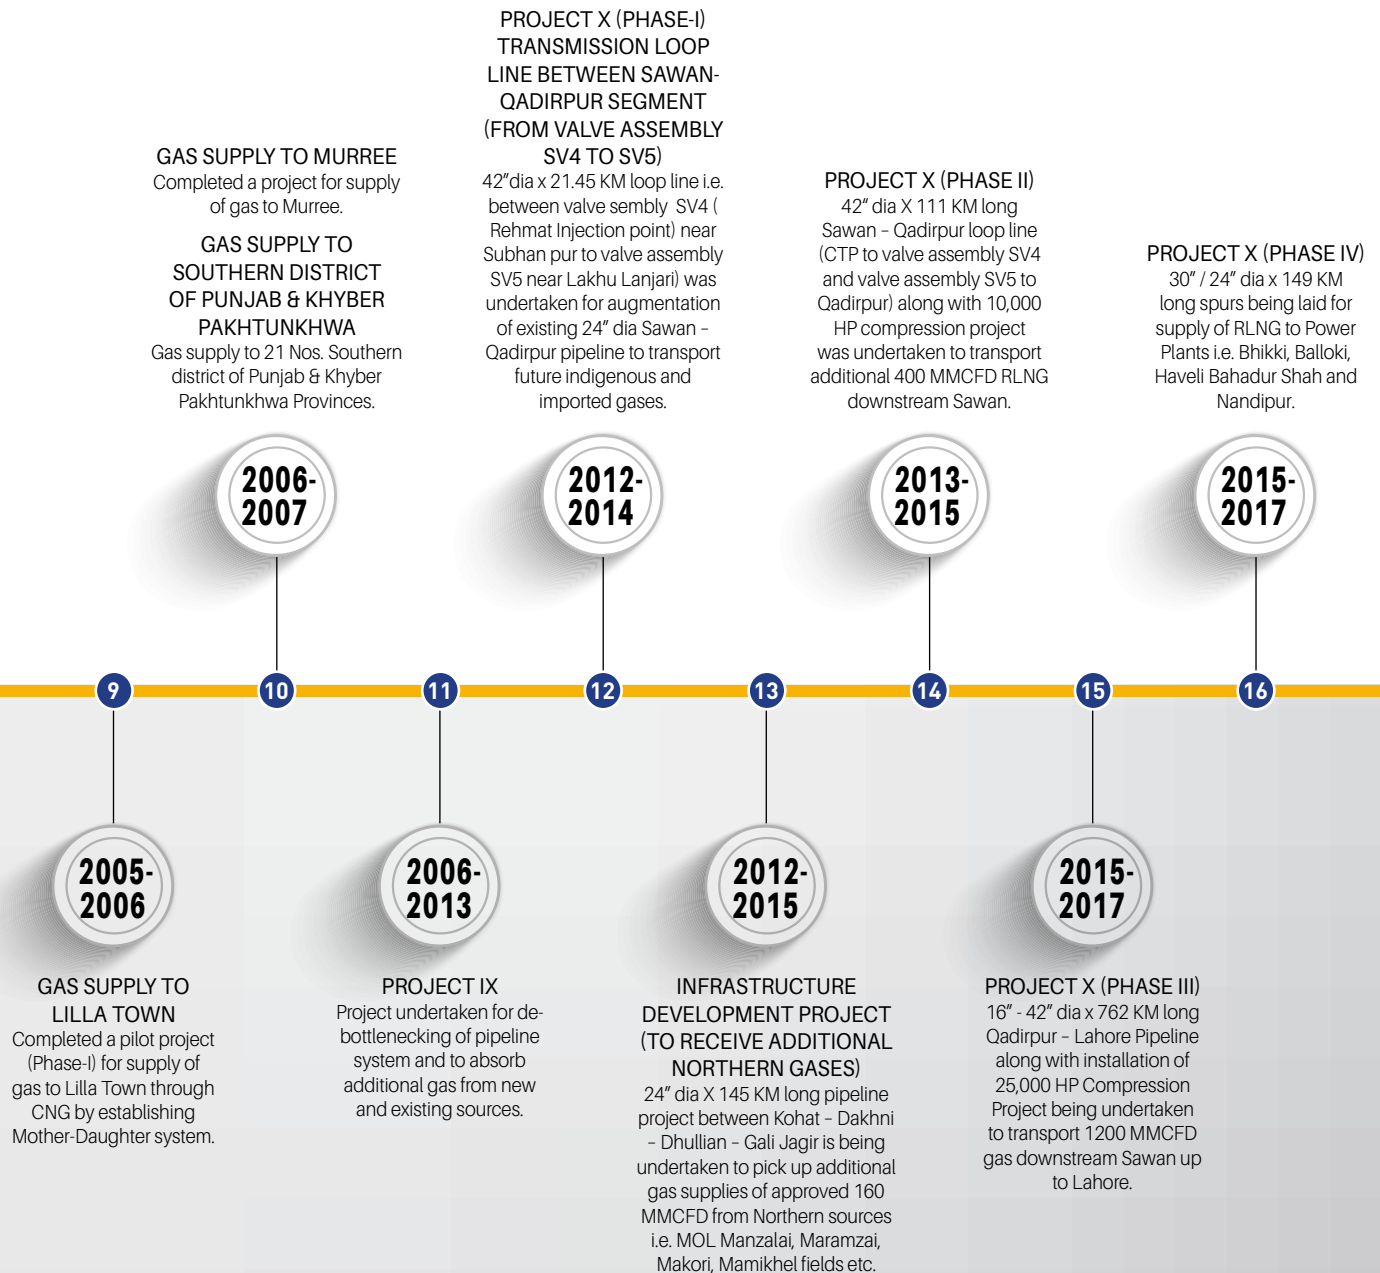 GAS SUPPLY TO MURREE
Completed a project for supply
of gas to Murree.
GAS SUPPLY TO
SOUTHERN DISTRICT
OF PUNJAB & KHYBER
PAKHTUNKHWA
Gas supply to 21 Nos. Southern
district of Punjab & Khyber
Pakhtunkhwa Provinces.
2006-
2007
PROJECT X (PHASE-I)
TRANSMISSION LOOP
LINE BETWEEN SAWAN-
QADIRPUR SEGMENT
(FROM VALVE ASSEMBLY
SV4 TO SV5)
42”dia x 21.45 KM loop line i.e.
between valve sembly  SV4 (
Rehmat Injection point) near
Subhan pur to valve assembly
SV5 near Lakhu Lanjari) was
undertaken for augmentation
of existing 24” dia Sawan –
Qadirpur pipeline to transport
future indigenous and
imported gases.
2012-
2014
PROJECT X (PHASE II)
42” dia X 111 KM long
Sawan – Qadirpur loop line
(CTP to valve assembly SV4
and valve assembly SV5 to
Qadirpur) along with 10,000
HP compression project
was undertaken to transport
additional 400 MMCFD RLNG
downstream Sawan.
2013-
2015
PROJECT X (PHASE IV)
30” / 24” dia x 149 KM
long spurs being laid for
supply of RLNG to Power
Plants i.e. Bhikki, Balloki,
Haveli Bahadur Shah and
Nandipur.
2015-
2017
9
10
11
12
13
14
15
16
2005-
2006
GAS SUPPLY TO
LILLA TOWN
Completed a pilot project
(Phase-I) for supply of
gas to Lilla Town through
CNG by establishing
Mother-Daughter system.
2006-
2013
PROJECT IX
Project undertaken for de-
bottlenecking of pipeline
system and to absorb
additional gas from new
and existing sources.
2012-
2015
INFRASTRUCTURE
DEVELOPMENT PROJECT
(TO RECEIVE ADDITIONAL
NORTHERN GASES)
24” dia X 145 KM long pipeline
project between Kohat – Dakhni
– Dhullian – Gali Jagir is being
undertaken to pick up additional
gas supplies of approved 160
MMCFD from Northern sources
i.e. MOL Manzalai, Maramzai,
Makori, Mamikhel fields etc.
2015-
2017
PROJECT X (PHASE III)
16” - 42” dia x 762 KM long
Qadirpur – Lahore Pipeline
along with installation of
25,000 HP Compression
Project being undertaken
to transport 1200 MMCFD
gas downstream Sawan up
to Lahore.